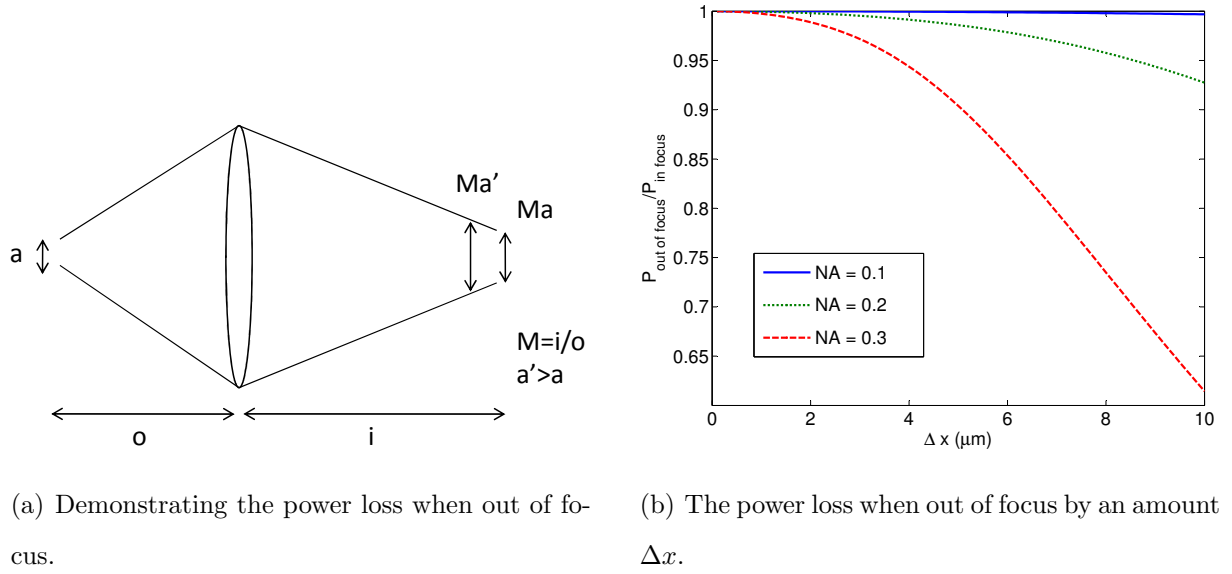 a
Ma'
Ma
M=i/o
a'>a
o
i
(a) Demonstrating the power loss when out of fo-
cus.
P out of focus/P in focus
1
0.95
0.9
0.85
0.8
0.75
0.7
0.65
NA = 0.1
NA = 0.2
NA = 0.3
0
2
4
6
8
10
Δ x (μm)
(b) The power loss when out of focus by an amount
Δx.